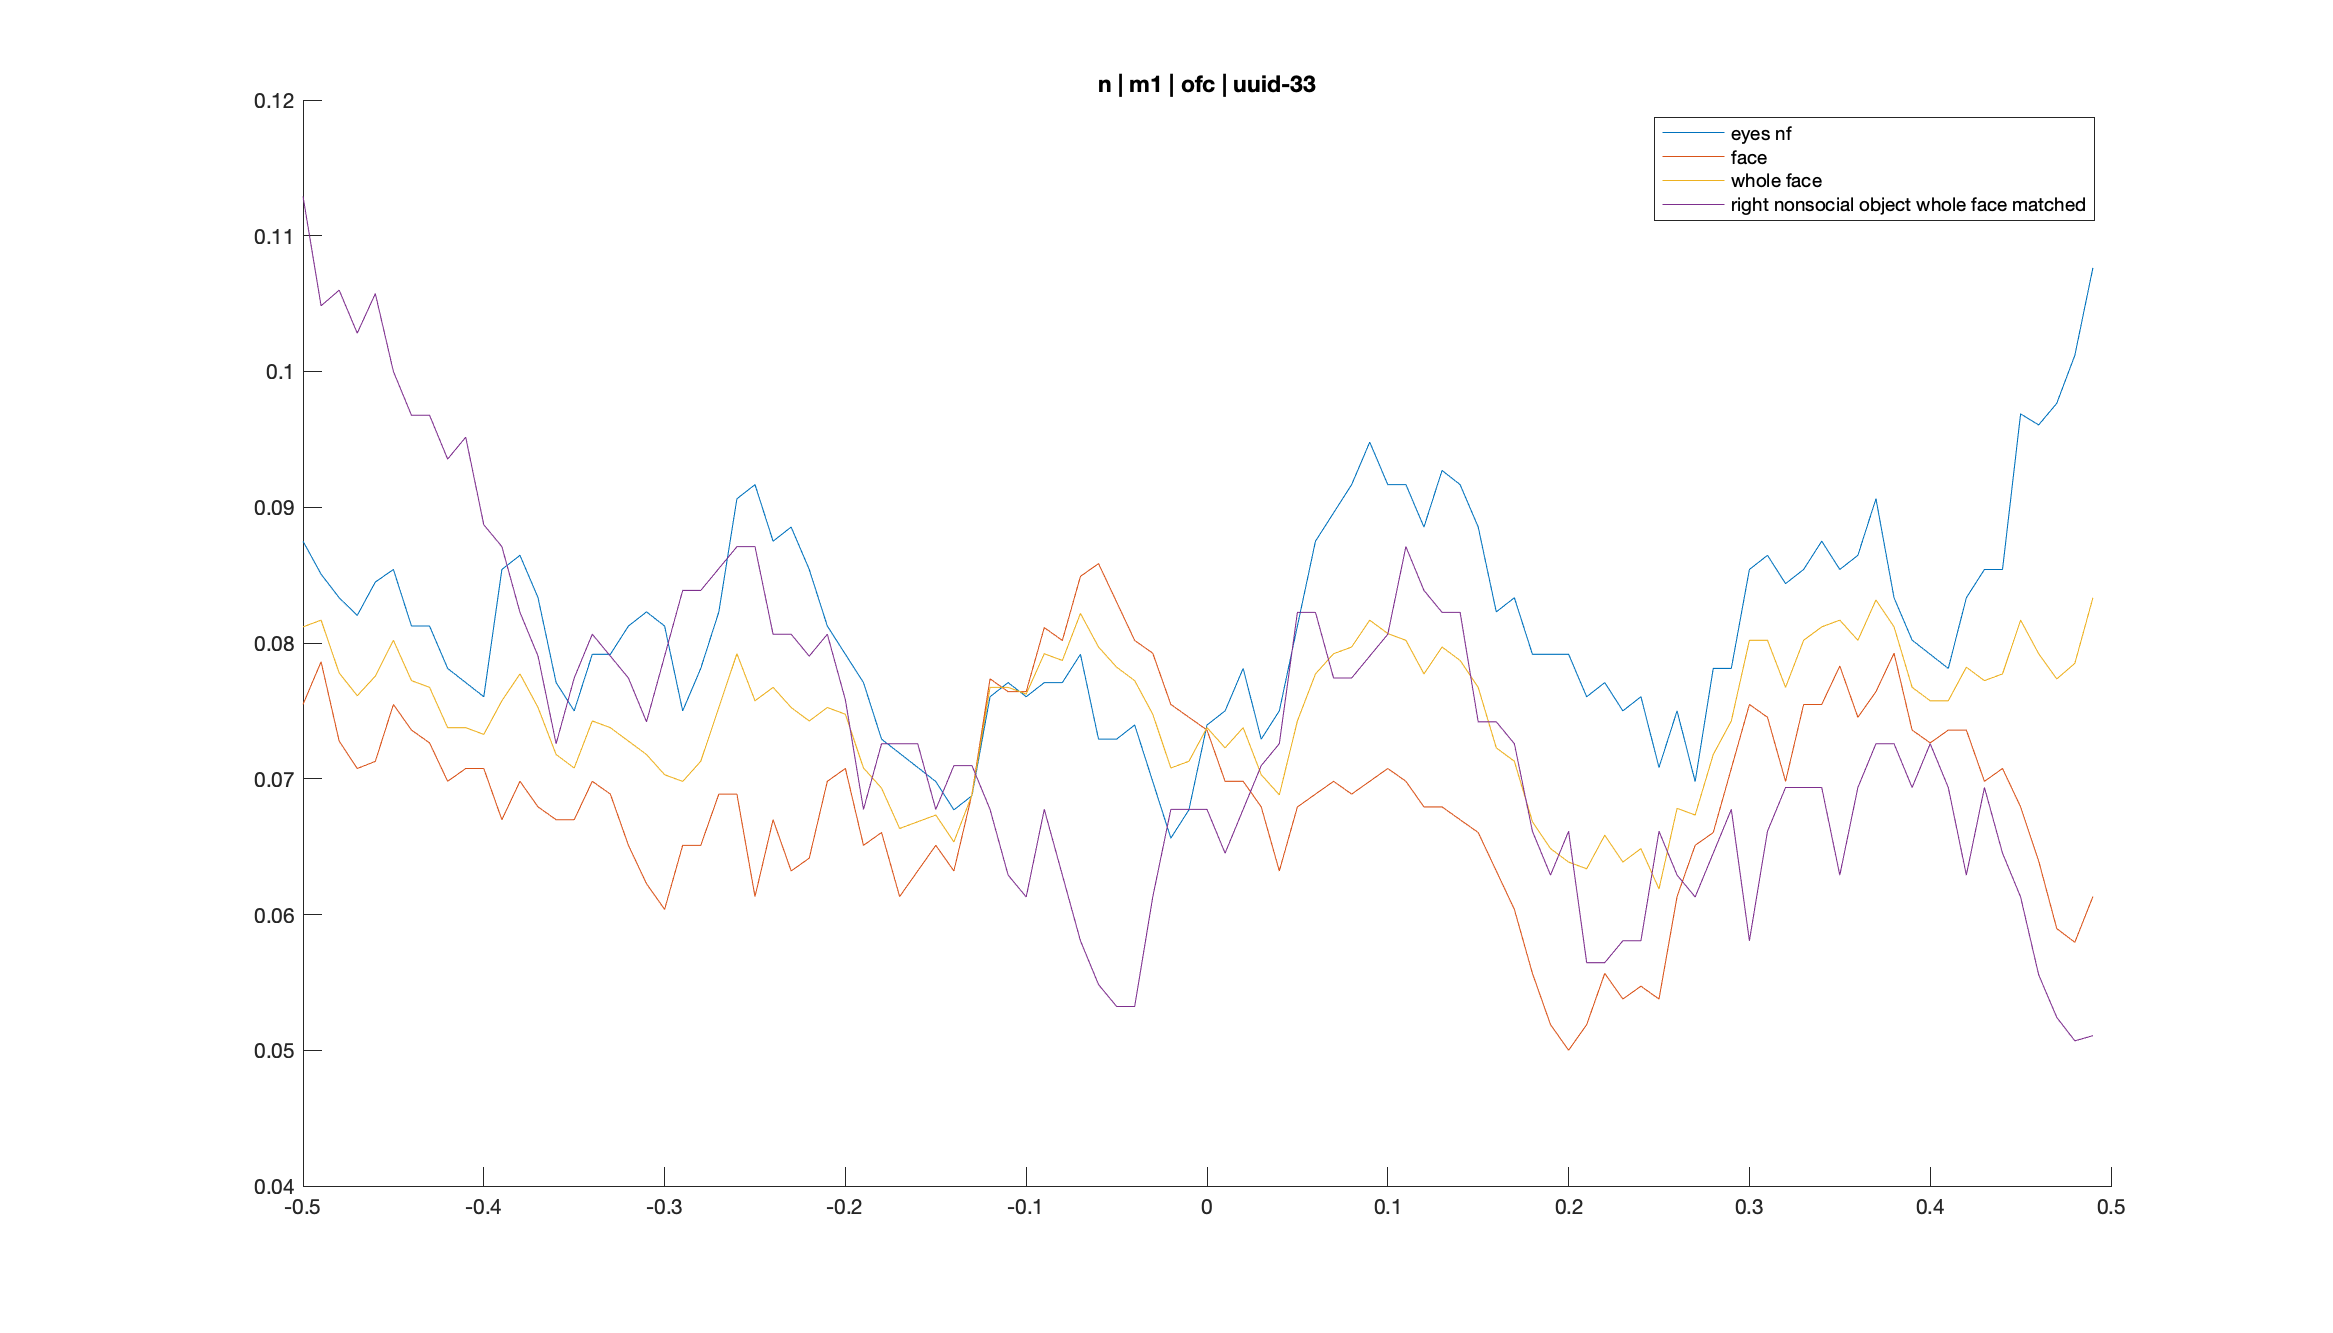 n | m1 | ofc | uuid-33
0.12
eyes nf
face
whole face
right nonsocial object whole face matched
0.11
0.1
0.09
0.08
0.07
0.06
0.05
0.04
-0.5 -0.4 -0.3 -0.2 -0.1 0 0.1 0.2 0.3 0.4 0.5